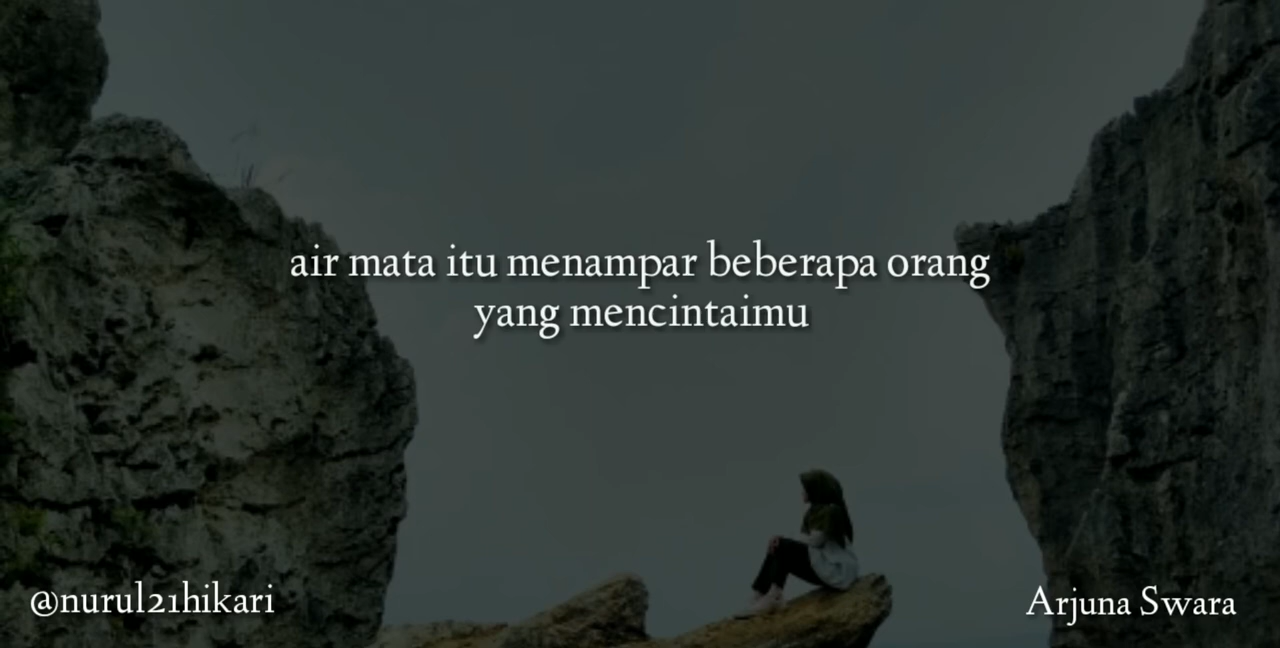 air mata itu menampar beberapa orang
yang mencintaimu
@nurul21hikari
Arjuna Swara